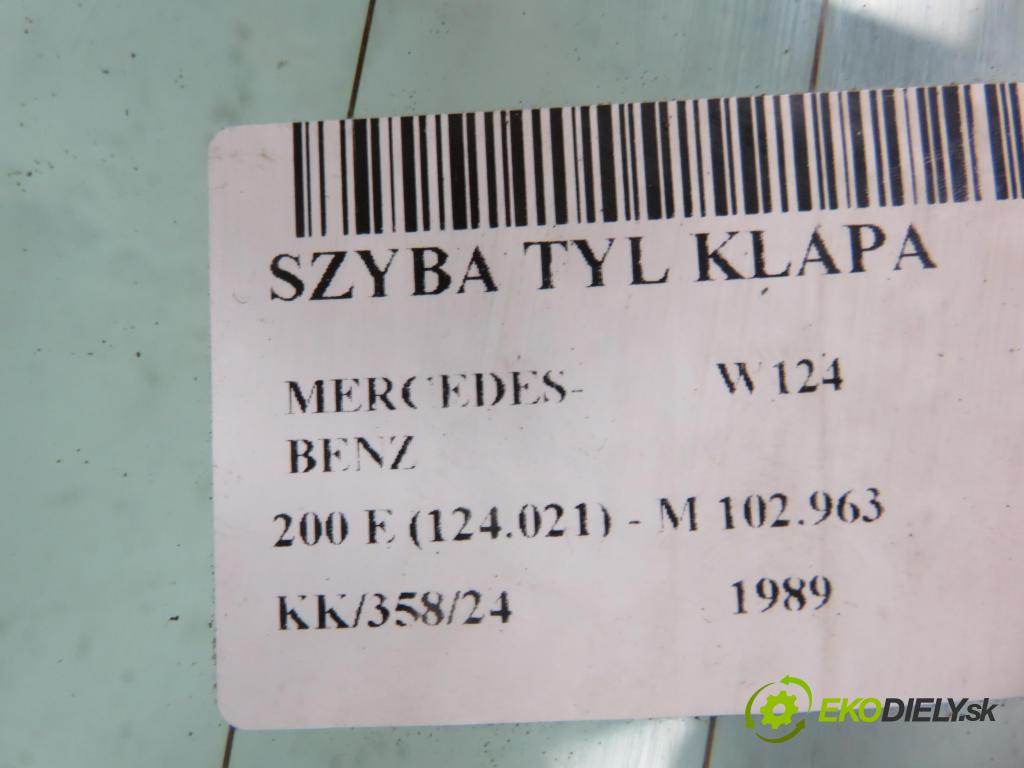 SZYBA TYL KLAPA
MERCEDES- W124
BENZ
200 E (124.021) - M 102.963
KK/358/24 1989
EKODIELY.sk